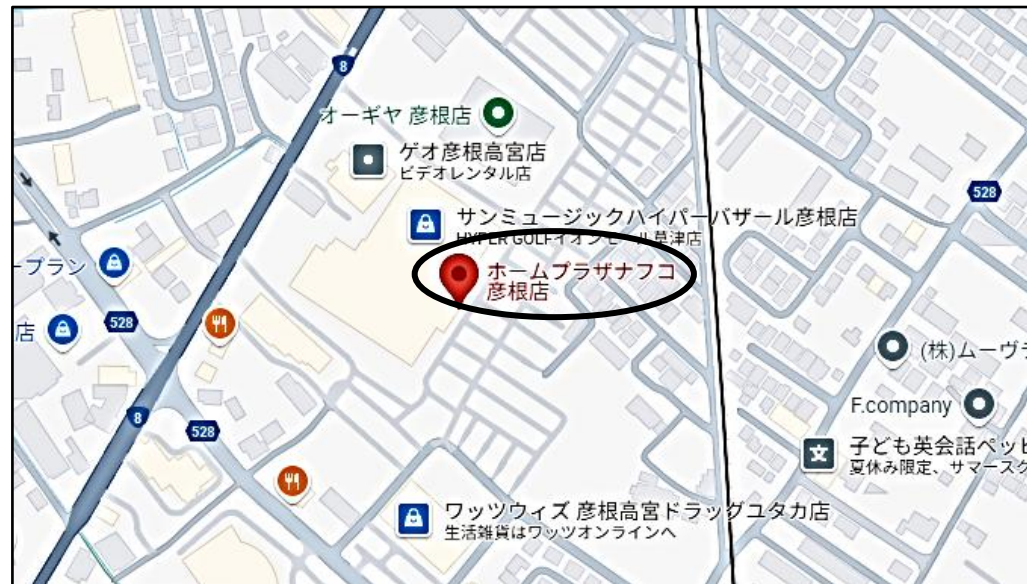 8
オーギヤ 彦根店
ゲオ彦根高宮店
ビデオレンタル店
528
サンミュージックハイパーバザール彦根店
HYPER GOLFイオンモール草津店
ープラン
ホームプラザナフコ
彦根店
店
528
(株)ムーヴラ
8
528
F.company
子ども英会話ペッピ
夏休み限定、サマースク
ワッツウィズ 彦根高宮ドラッグユタカ店
生活雑貨はワッツオンラインへ